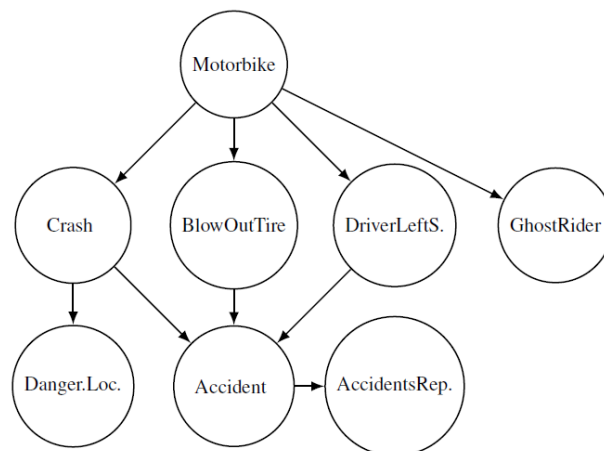 Motorbike
Crash
BlowOutTire
DriverLeftS.
GhostRider
Danger.Loc.
Accident
AccidentsRep.